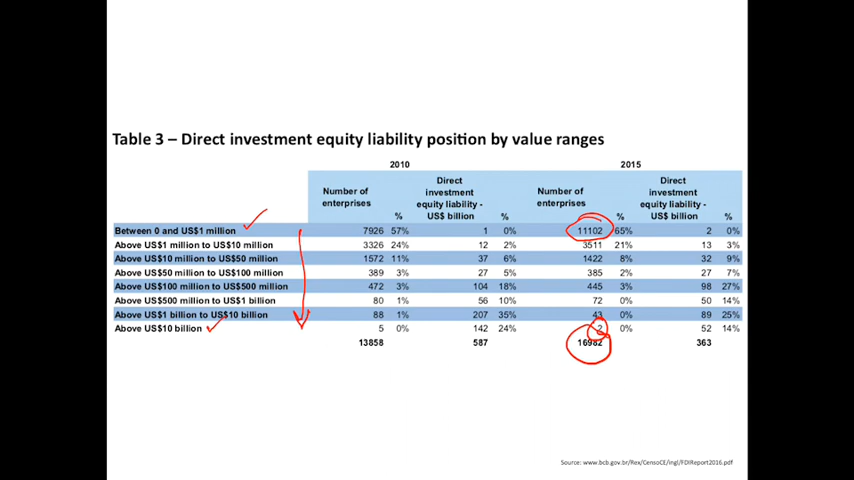 Table 3 – Direct investment equity liability position by value ranges
2010 2015
Number of enterprises % Direct investment equity liability - US$ billion % Number of enterprises % Direct investment equity liability - US$ billion %
Between 0 and US$1 million 7926 57% 1 0% 11102 65% 2 0%
Above US$1 million to US$10 million 3326 24% 12 2% 3511 21% 13 3%
Above US$10 million to US$50 million 1572 11% 37 6% 1422 8% 32 9%
Above US$50 million to US$100 million 389 3% 27 5% 385 2% 27 7%
Above US$100 million to US$500 million 472 3% 104 18% 445 3% 98 27%
Above US$500 million to US$1 billion 80 1% 56 10% 72 0% 50 14%
Above US$1 billion to US$10 billion 88 1% 207 35% 43 0% 89 25%
Above US$10 billion 5 0% 142 24% 2 0% 52 14%
13858 587 16982 363
Source: www.bcb.gov.br/Rex/CensoCE/ingl/FDIReport2016.pdf